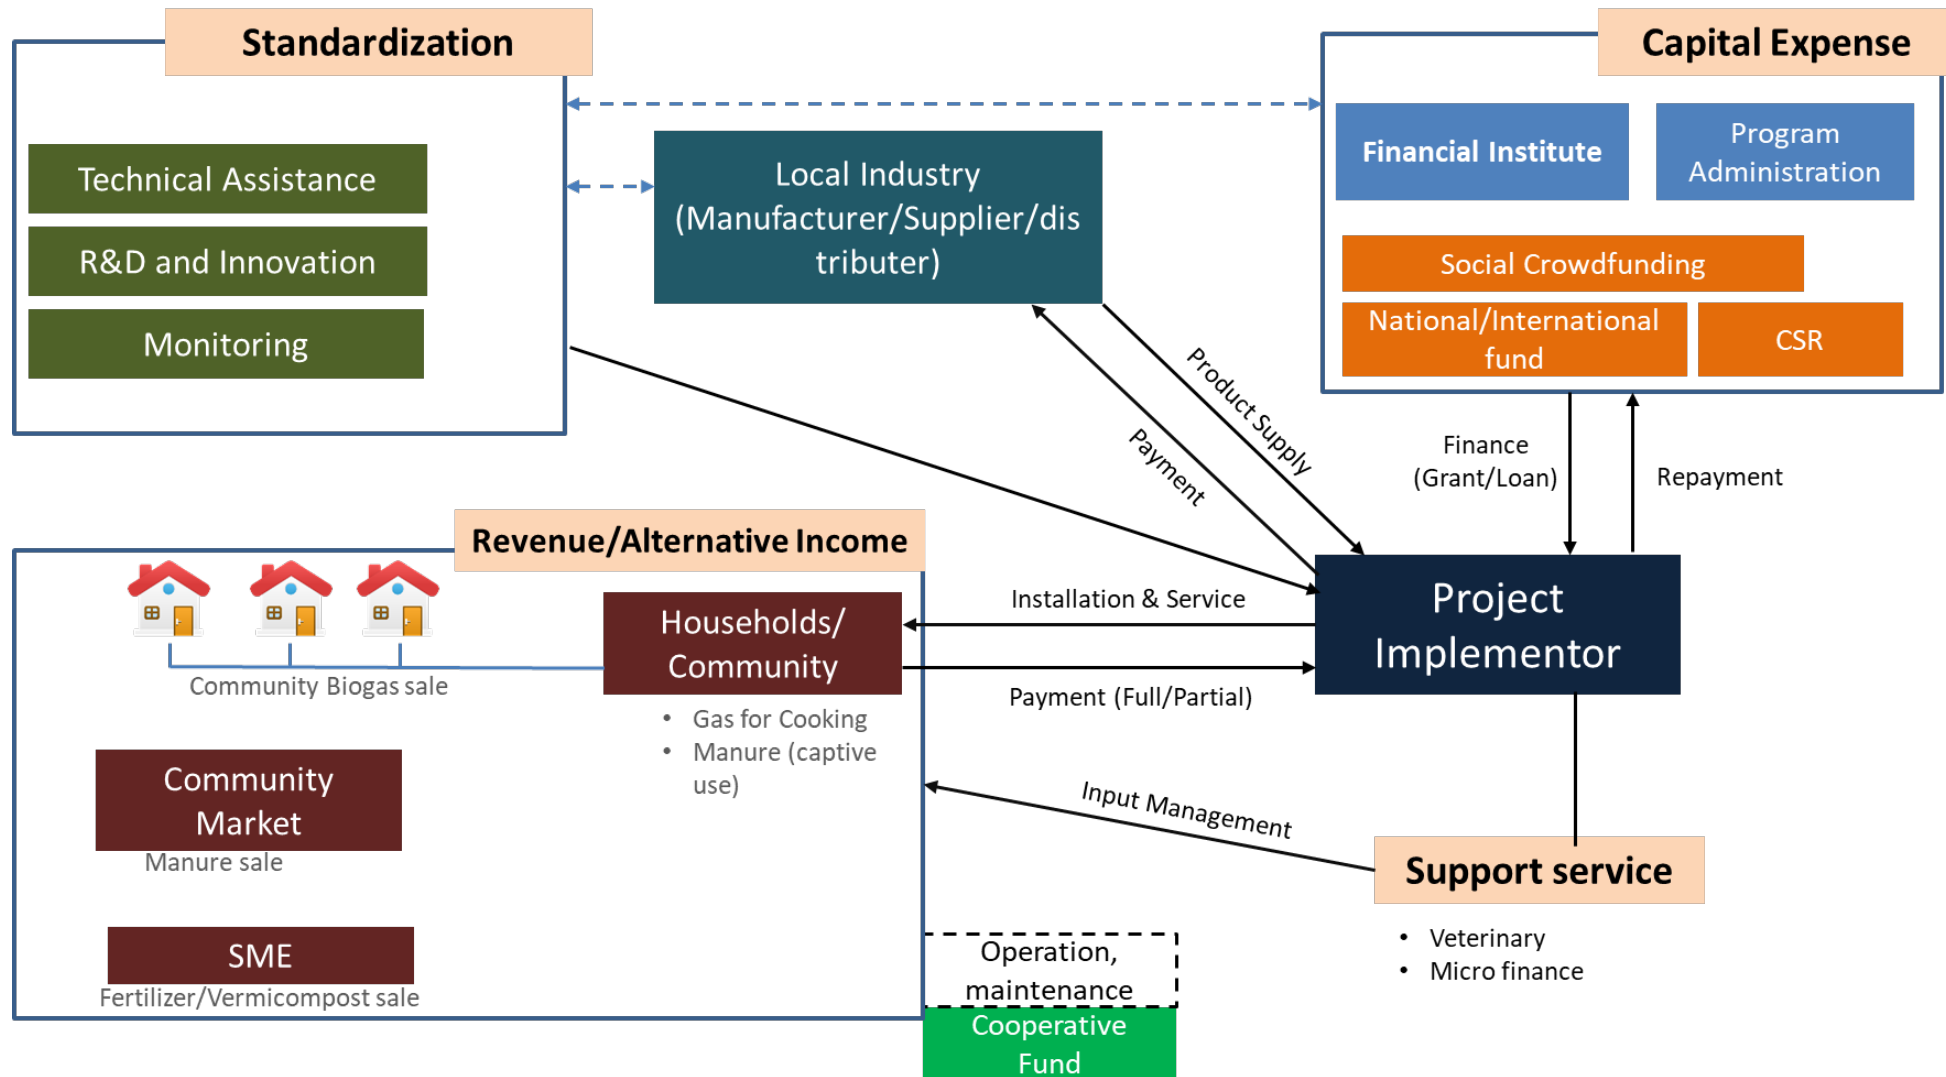 Standardization
Capital Expense
Technical Assistance
R&D and Innovation
Monitoring
Local Industry
(Manufacturer/Supplier/dis
tributer)
Financial Institute
Program
Administration
Social Crowdfunding
National/International
fund
CSR
Product Supply
Payment
Finance
(Grant/Loan)
Repayment
Revenue/Alternative Income
Households/
Community
Community Biogas sale
• Gas for Cooking
• Manure (captive
use)
Community
Market
Manure sale
SME
Fertilizer/Vermicompost sale
Installation & Service
Payment (Full/Partial)
Project
Implementor
Input Management
Support service
• Veterinary
• Micro finance
Operation,
maintenance
Cooperative
Fund